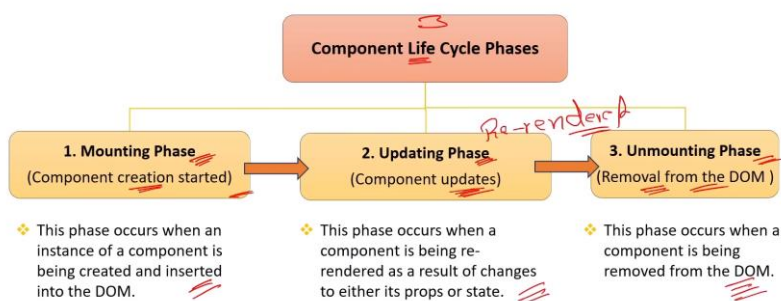 3
Component Life Cycle Phases
Re-rendered
1. Mounting Phase
(Component creation started)
2. Updating Phase
(Component updates)
3. Unmounting Phase
(Removal from the DOM )
❖ This phase occurs when an
instance of a component is
being created and inserted
into the DOM.
❖ This phase occurs when a
component is being re-
rendered as a result of changes
to either its props or state.
❖ This phase occurs when a
component is being
removed from the DOM.